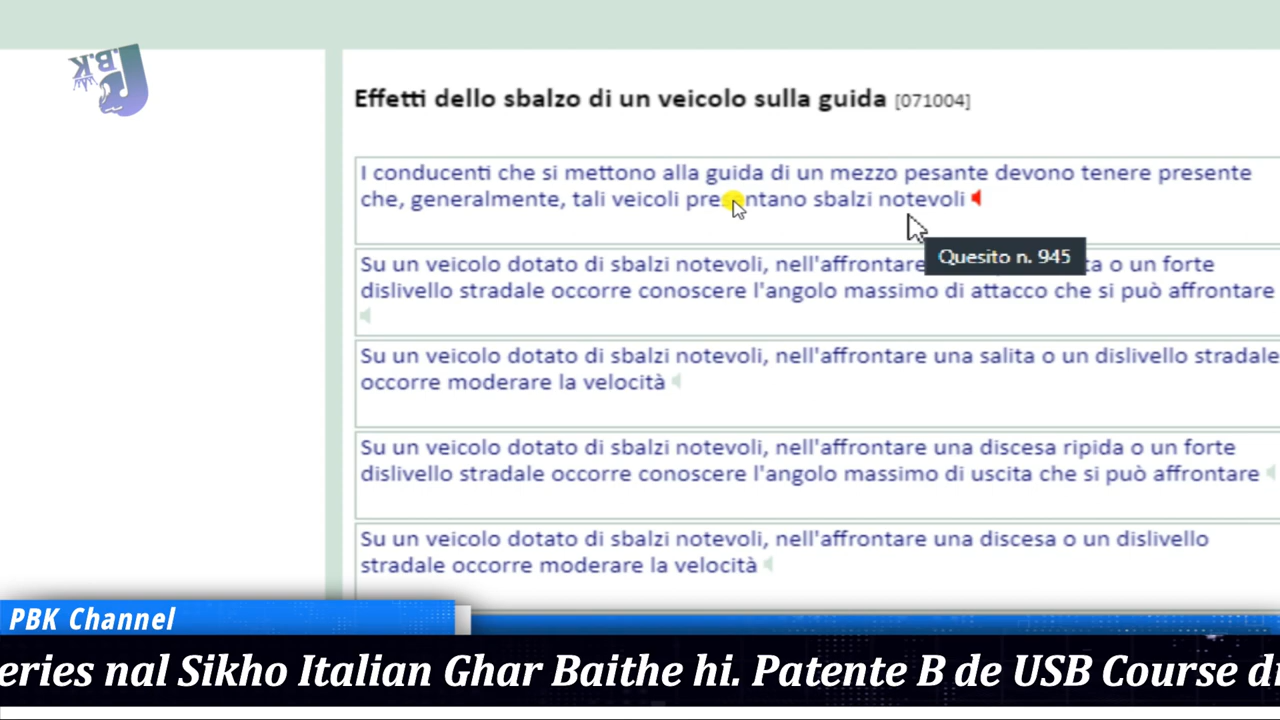 P.B.K
Effetti dello sbalzo di un veicolo sulla guida [071004]
I conducenti che si mettono alla guida di un mezzo pesante devono tenere presente
che, generalmente, tali veicoli presentano sbalzi notevoli
Quesito n. 945
Su un veicolo dotato di sbalzi notevoli, nell'affrontare ta o un forte
dislivello stradale occorre conoscere l'angolo massimo di attacco che si può affrontare
Su un veicolo dotato di sbalzi notevoli, nell'affrontare una salita o un dislivello stradale
occorre moderare la velocità
Su un veicolo dotato di sbalzi notevoli, nell'affrontare una discesa ripida o un forte
dislivello stradale occorre conoscere l'angolo massimo di uscita che si può affrontare
Su un veicolo dotato di sbalzi notevoli, nell'affrontare una discesa o un dislivello
stradale occorre moderare la velocità
PBK Channel
eries nal Sikho Italian Ghar Baithe hi. Patente B de USB Course di